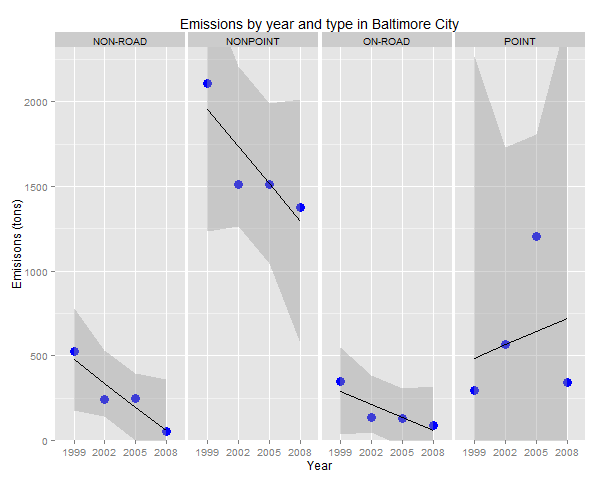 Emissions by year and type in Baltimore City
NON-ROAD NONPOINT ON-ROAD POINT
Emisisons (tons)
2000
1500
1000
500
0
1999 2002 2005 2008 1999 2002 2005 2008 1999 2002 2005 2008 1999 2002 2005 2008
Year